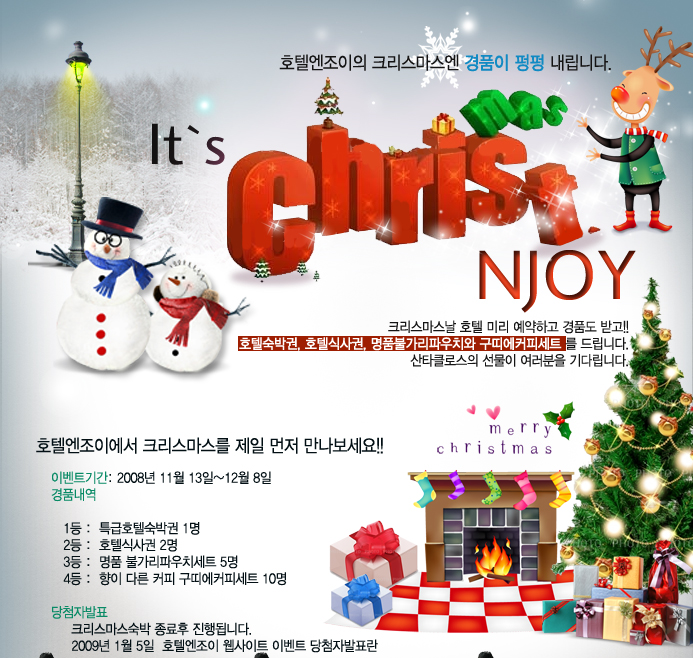 호텔엔조이의 크리스마스엔 경품이 펑펑 내립니다.
It`s
christmas
NJOY
크리스마스날 호텔 미리 예약하고 경품도 받고!!
호텔숙박권, 호텔식사권, 명품불가리파우치와 구띠에커피세트를 드립니다.
산타클로스의 선물이 여러분을 기다립니다.
merry
christmas
호텔엔조이에서 크리스마스를 제일 먼저 만나보세요!!
이벤트기간: 2008년 11월 13일~12월 8일
경품내역
1등 : 특급호텔숙박권 1명
2등 : 호텔식사권 2명
3등 : 명품 불가리파우치세트 5명
4등 : 향이 다른 커피 구띠에커피세트 10명
당첨자발표
크리스마스숙박 종료후 진행됩니다.
2009년 1월 5일 호텔엔조이 웹사이트 이벤트 당첨자발표란